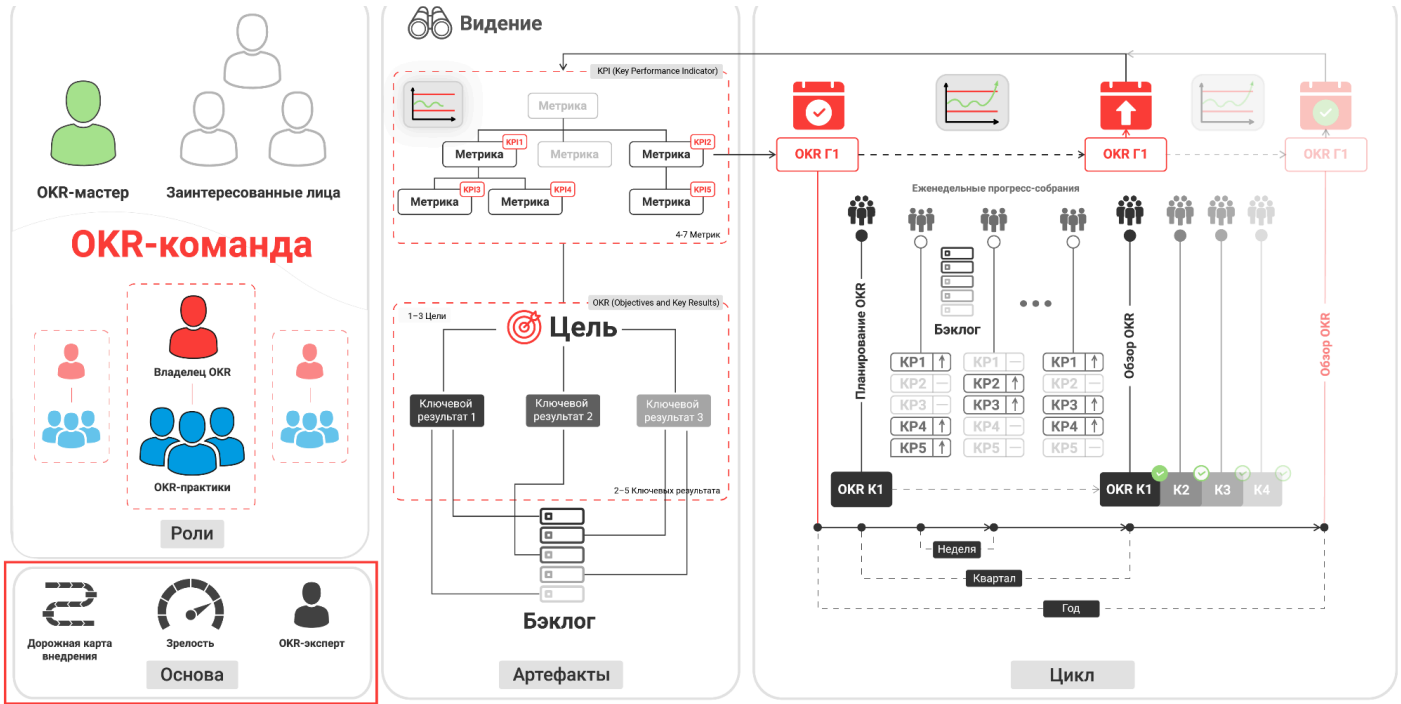 OKR-мастер
Заинтересованные лица
OKR-команда
Владелец OKR
OKR-практики
Роли
Дорожная карта
внедрения
Зрелость
OKR-эксперт
Основа
Видение
KPI (Key Performance Indicator)
Метрика
KPI1
Метрика
Метрика
KPI2
Метрика
KPI3
Метрика
KPI4
Метрика
KPI5
Метрика
4-7 Метрик
OKR (Objectives and Key Results)
1–3 Цели
Цель
Ключевой
результат 1
Ключевой
результат 2
Ключевой
результат 3
2–5 Ключевых результата
Бэклог
Артефакты
OKR Г1
OKR Г1
OKR Г1
Еженедельные прогресс-собрания
Планирование OKR
Бэклог
Обзор OKR
Обзор OKR
КР1
КР2
КР3
КР4
КР5
КР1
КР2
КР3
КР4
КР5
КР1
КР2
КР3
КР4
КР5
OKR К1
OKR К1
К2
К3
К4
Неделя
Квартал
Год
Цикл